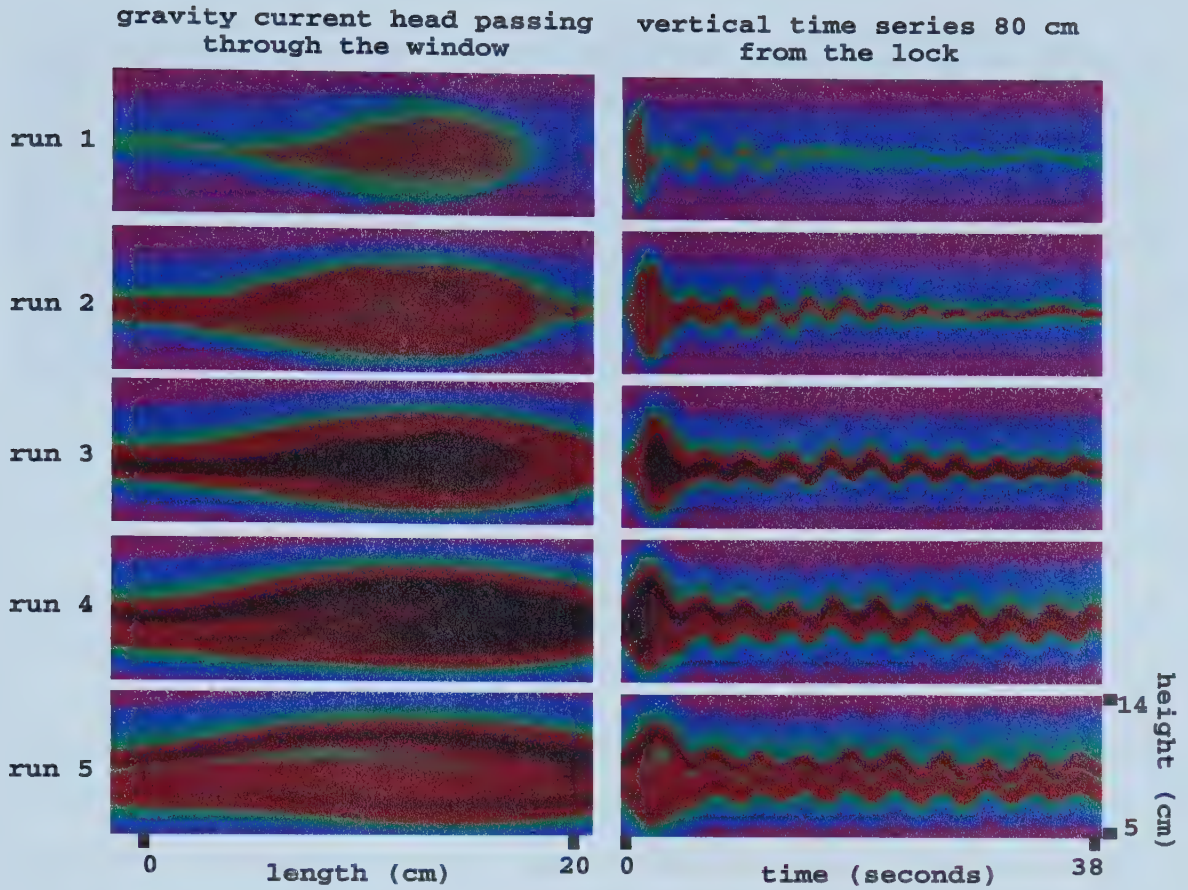 gravity current head passing
through the window
vertical time series 80 cm
from the lock
run 1
run 2
run 3
run 4
run 5
14
height (cm)
5
0
length (cm)
20
0
time (seconds)
38